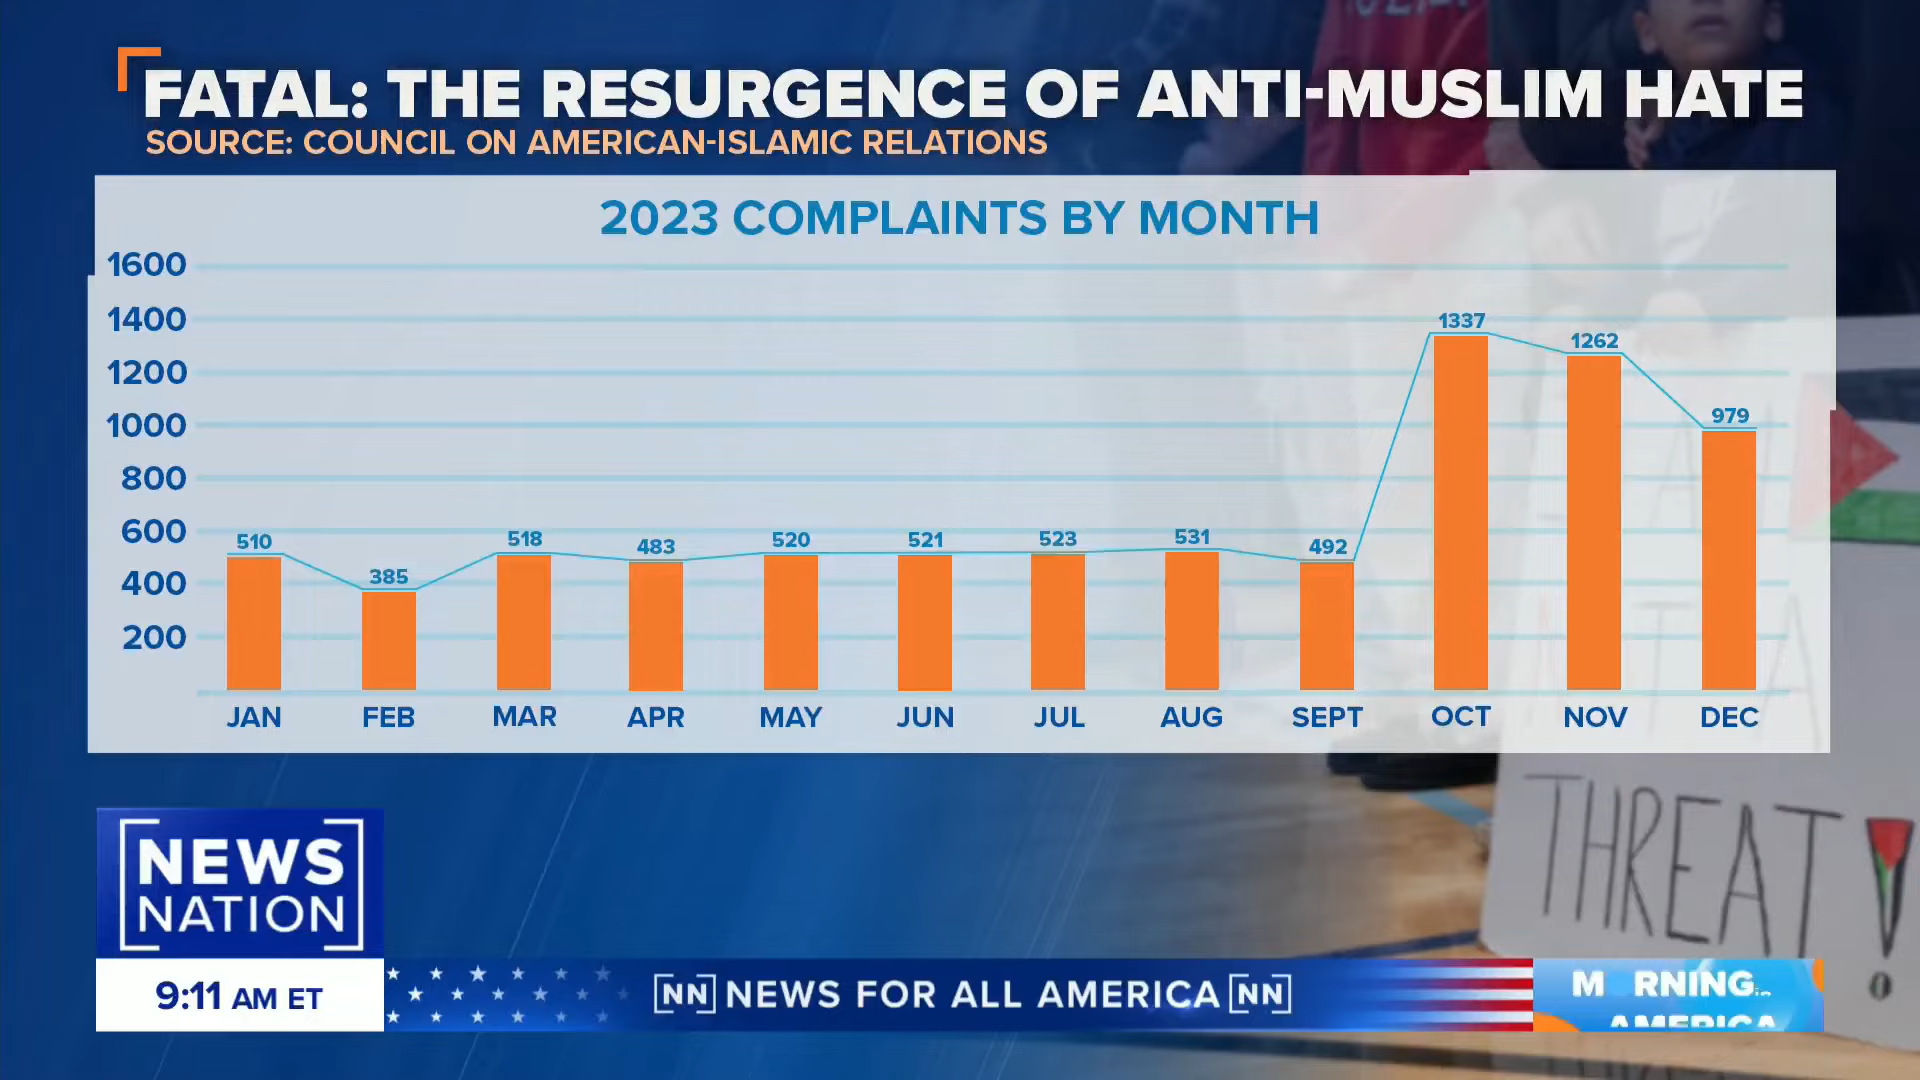 FATAL: THE RESURGENCE OF ANTI-MUSLIM HATE
SOURCE: COUNCIL ON AMERICAN-ISLAMIC RELATIONS
2023 COMPLAINTS BY MONTH
1600
1400
1200
1000
800
600
400
200
510
385
518
483
520
521
523
531
492
1337
1262
979
JAN FEB MAR APR MAY JUN JUL AUG SEPT OCT NOV DEC
THREAT!
NEWS
NATION
9:11 AM ET
NN NEWS FOR ALL AMERICA NN
M RNING in
AMERICA